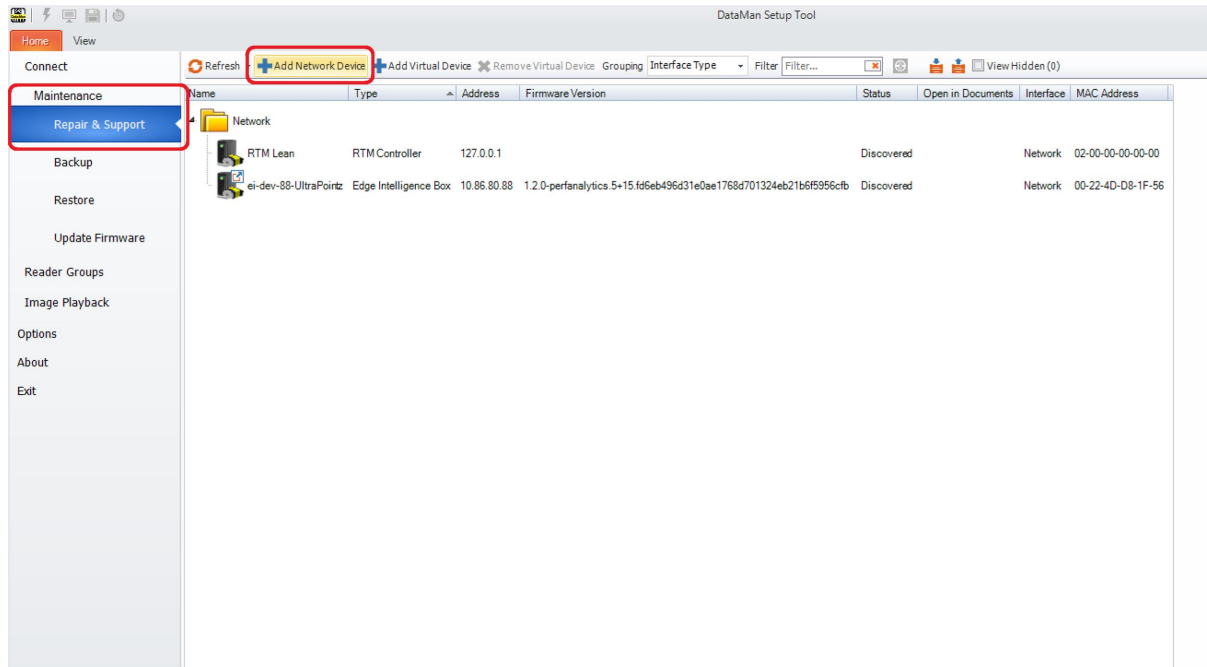 DataMan Setup Tool
Home View
Connect
Maintenance
Repair & Support
Backup
Restore
Update Firmware
Reader Groups
Image Playback
Options
About
Exit
Refresh Add Network Device Add Virtual Device Remove Virtual Device Grouping Interface Type Filter Filter... View Hidden (0)
Name Type Address Firmware Version Status Open in Documents Interface MAC Address
Network
RTM Lean RTM Controller 127.0.0.1 Discovered Network 02-00-00-00-00-00
ei-dev-88-UltraPointz Edge Intelligence Box 10.86.80.88 1.2.0-perfanalytics.5+15.fd6eb496d31e0ae1768d701324eb21b6f5956cfb Discovered Network 00-22-4D-D8-1F-56